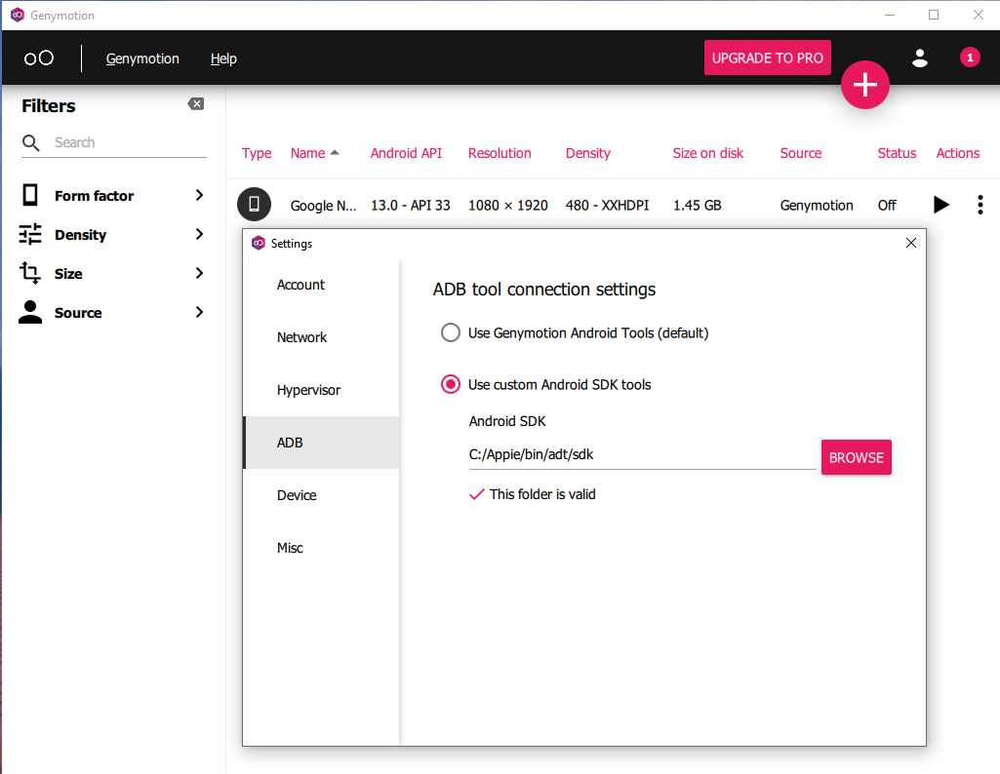 Genymotion
Genymotion Help UPGRADE TO PRO 1
Filters
Search
Form factor
Density
Size
Source
Type Name Android API Resolution Density Size on disk Source Status Actions
Google N... 13.0 - API 33 1080 × 1920 480 - XXHDPI 1.45 GB Genymotion Off
Settings
Account
Network
Hypervisor
ADB
Device
Misc
ADB tool connection settings
Use Genymotion Android Tools (default)
Use custom Android SDK tools
Android SDK
C:/Appie/bin/adt/sdk
BROWSE
This folder is valid